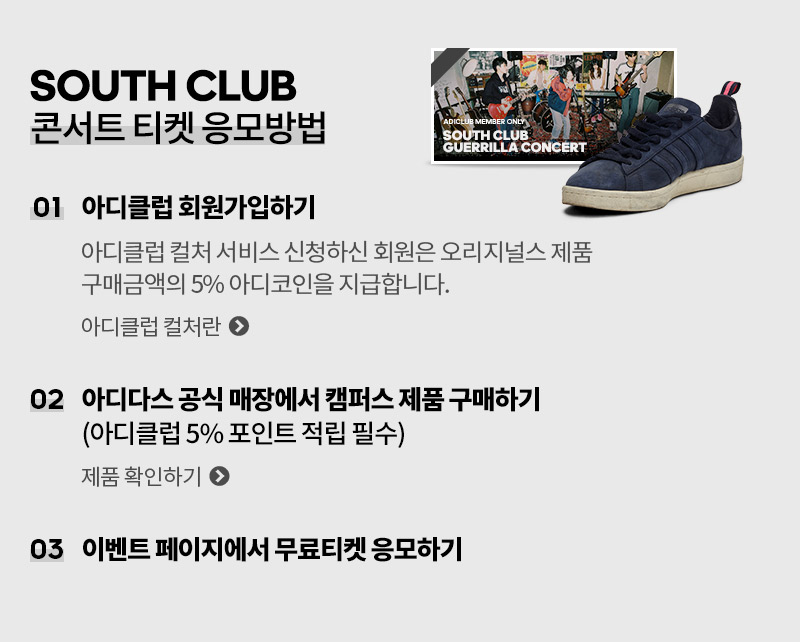 SOUTH CLUB
콘서트 티켓 응모방법
ADICLUB MEMBER ONLY
SOUTH CLUB
GUERRILLA CONCERT
01 아디클럽 회원가입하기
아디클럽 컬처 서비스 신청하신 회원은 오리지널스 제품
구매금액의 5% 아디코인을 지급합니다.
아디클럽 컬처란
02 아디다스 공식 매장에서 캠퍼스 제품 구매하기
(아디클럽 5% 포인트 적립 필수)
제품 확인하기
03 이벤트 페이지에서 무료티켓 응모하기